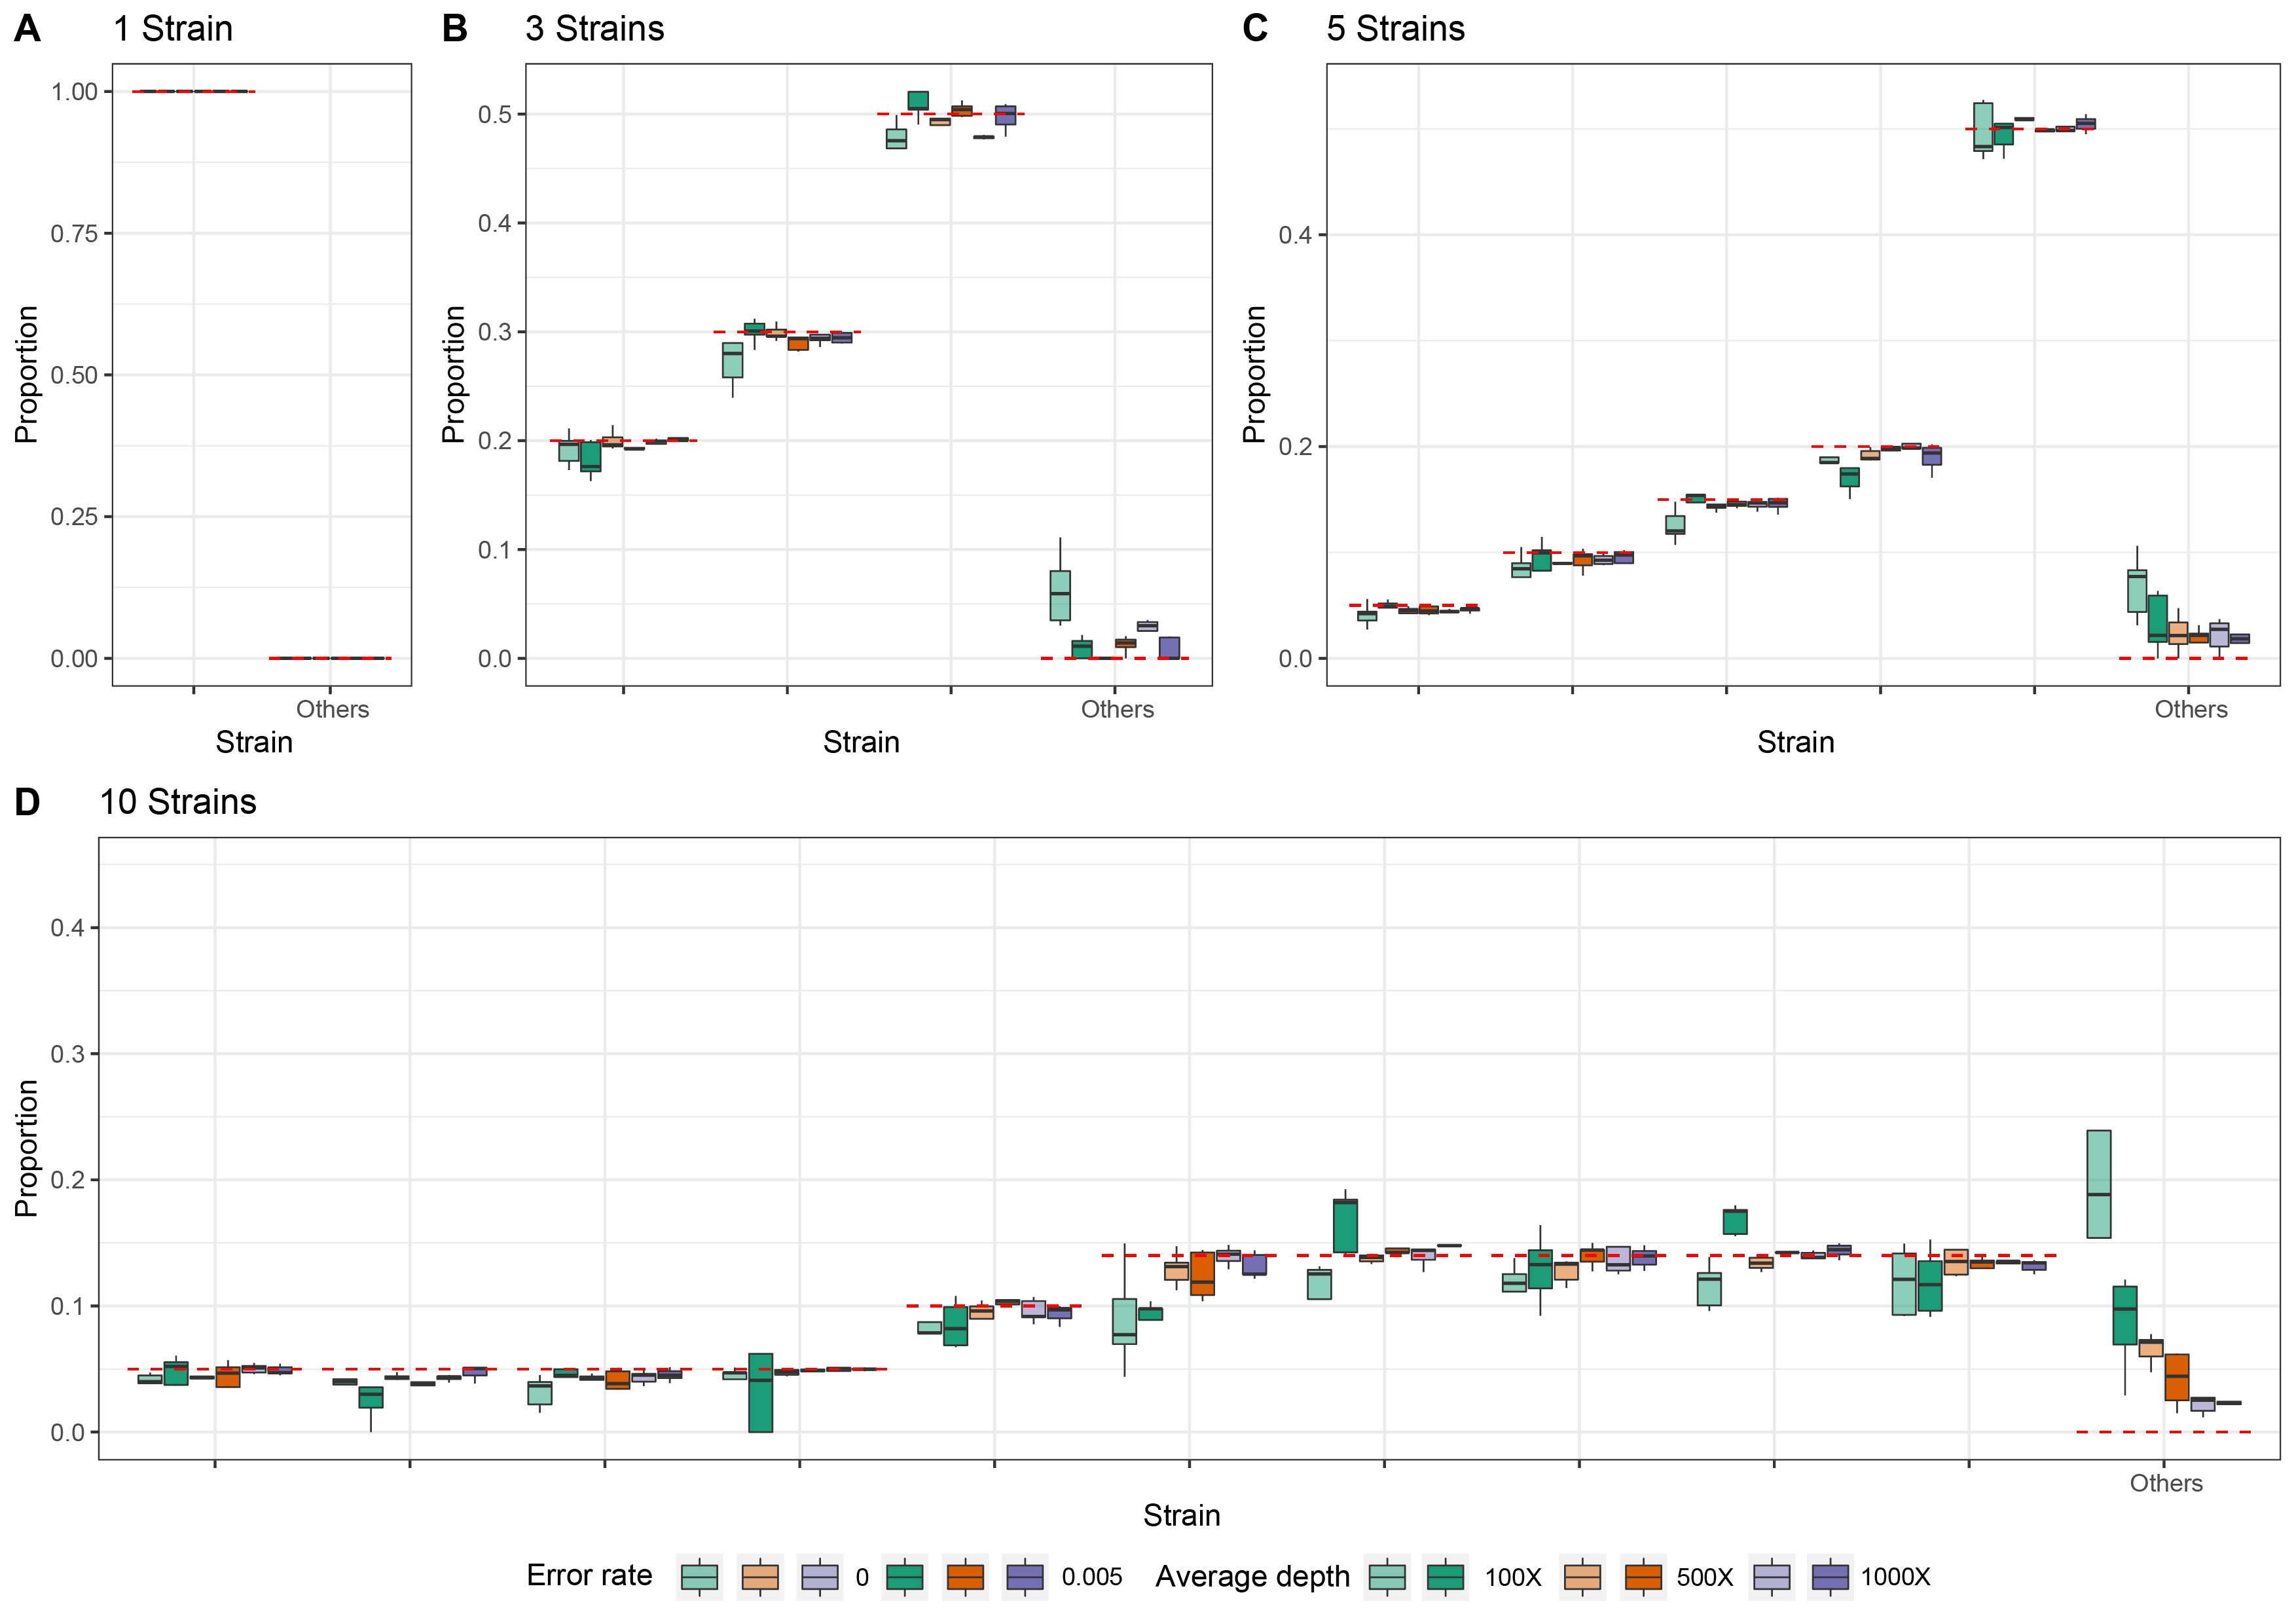 A 1 Strain
1.00
0.75
0.50
0.25
0.00
Proportion
Others
Strain
B 3 Strains
0.5
0.4
0.3
0.2
0.1
0.0
Proportion
Others
Strain
C 5 Strains
0.4
0.2
0.0
Proportion
Others
Strain
D 10 Strains
0.4
0.3
0.2
0.1
0.0
Proportion
Others
Strain
Error rate 0 0.005 Average depth 100X 500X 1000X